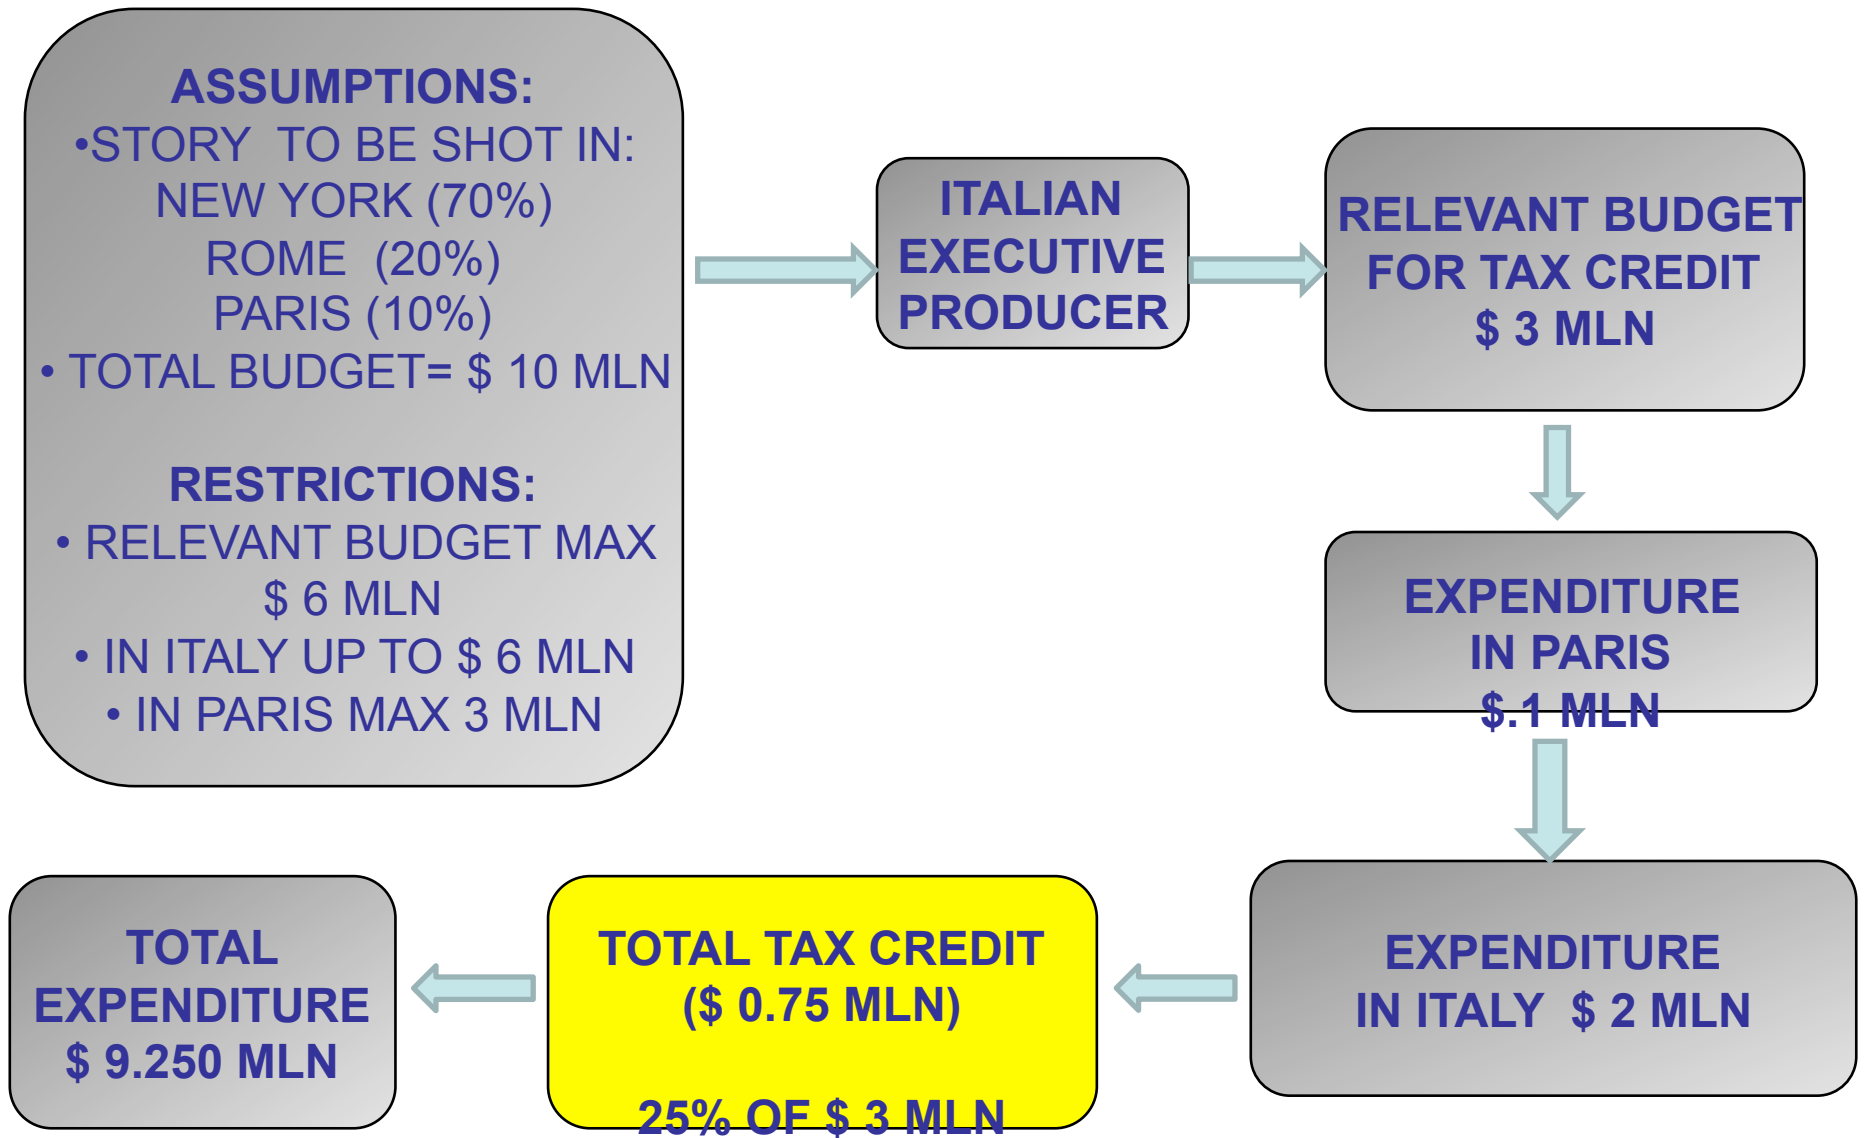 ASSUMPTIONS:
•STORY TO BE SHOT IN:
NEW YORK (70%)
ROME (20%)
PARIS (10%)
• TOTAL BUDGET= $ 10 MLN
RESTRICTIONS:
• RELEVANT BUDGET MAX
$ 6 MLN
• IN ITALY UP TO $ 6 MLN
• IN PARIS MAX 3 MLN
ITALIAN
EXECUTIVE
PRODUCER
RELEVANT BUDGET
FOR TAX CREDIT
$ 3 MLN
EXPENDITURE
IN PARIS
$.1 MLN
EXPENDITURE
IN ITALY $ 2 MLN
TOTAL TAX CREDIT
($ 0.75 MLN)
25% OF $ 3 MLN
TOTAL
EXPENDITURE
$ 9.250 MLN